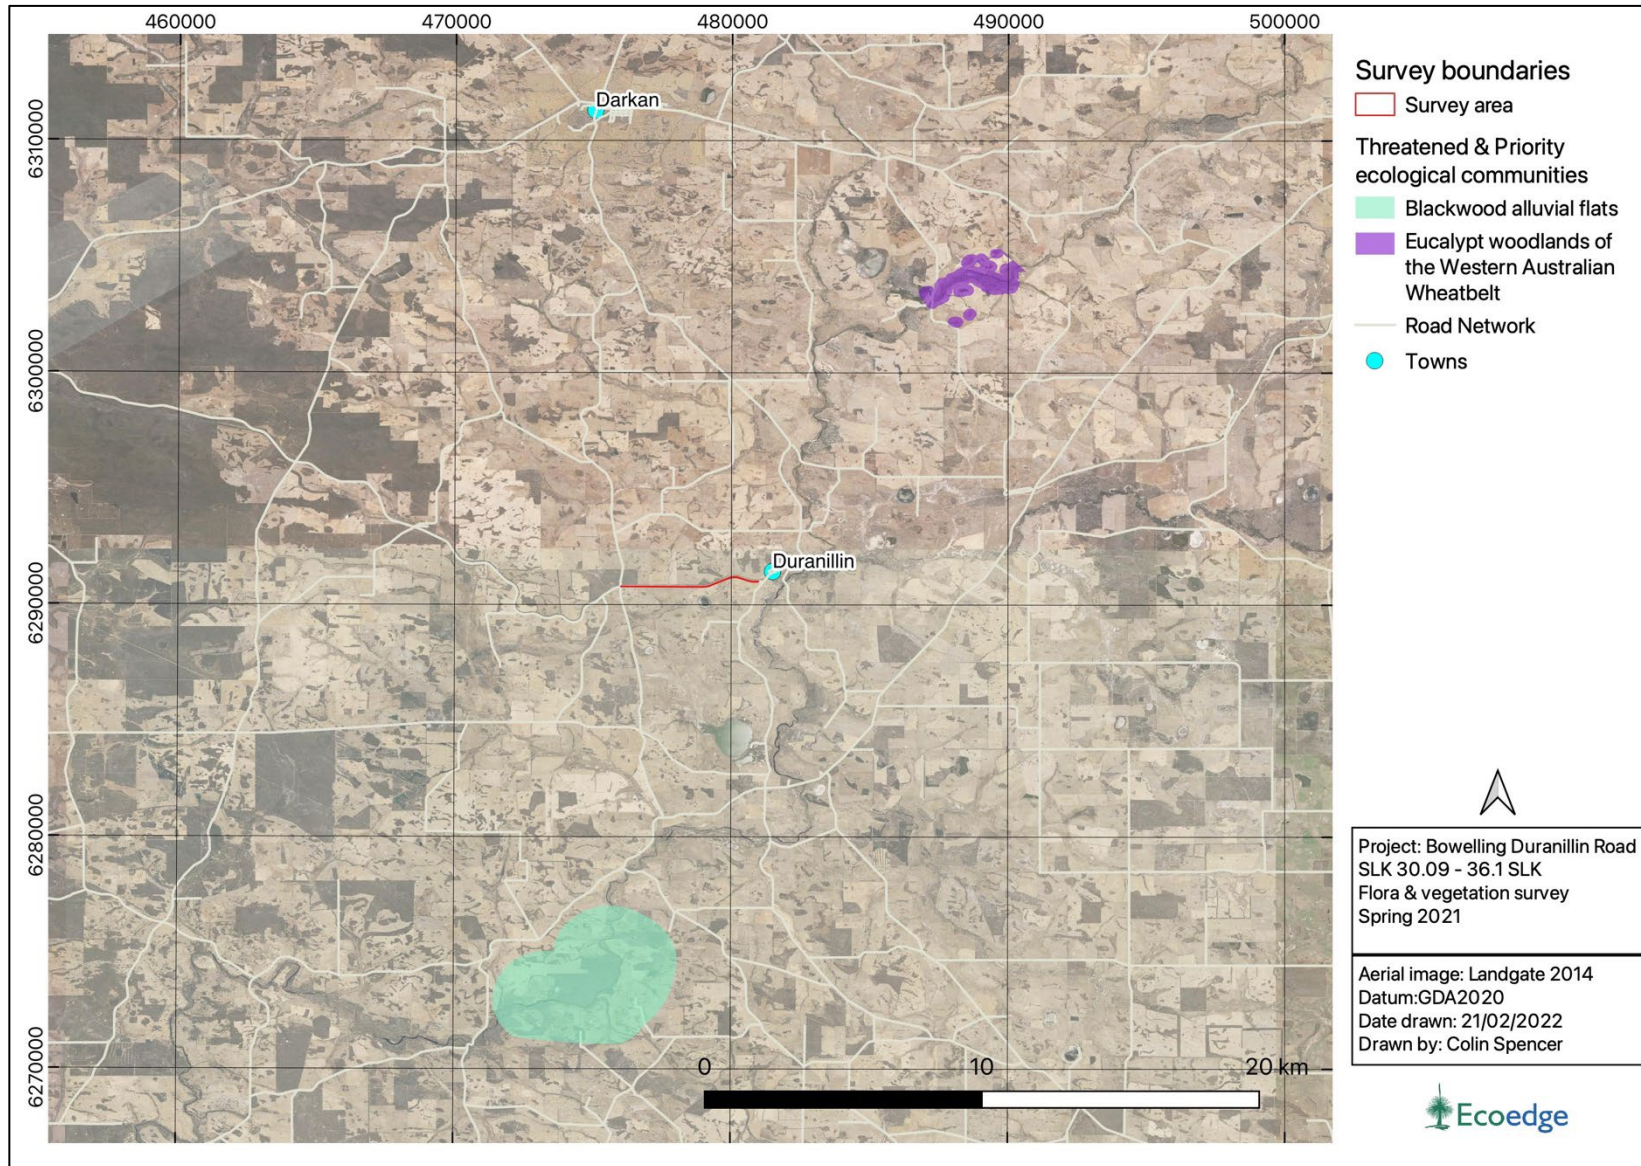 460000
470000
480000
490000
500000
6310000
6300000
6290000
6280000
6270000
Darkan
Duranillin
0
10
20 km
Survey boundaries
Survey area
Threatened & Priority
ecological communities
Blackwood alluvial flats
Eucalypt woodlands of
the Western Australian
Wheatbelt
Road Network
Towns
Project: Bowelling Duranillin Road
SLK 30.09 - 36.1 SLK
Flora & vegetation survey
Spring 2021
Aerial image: Landgate 2014
Datum:GDA2020
Date drawn: 21/02/2022
Drawn by: Colin Spencer
Ecoedge